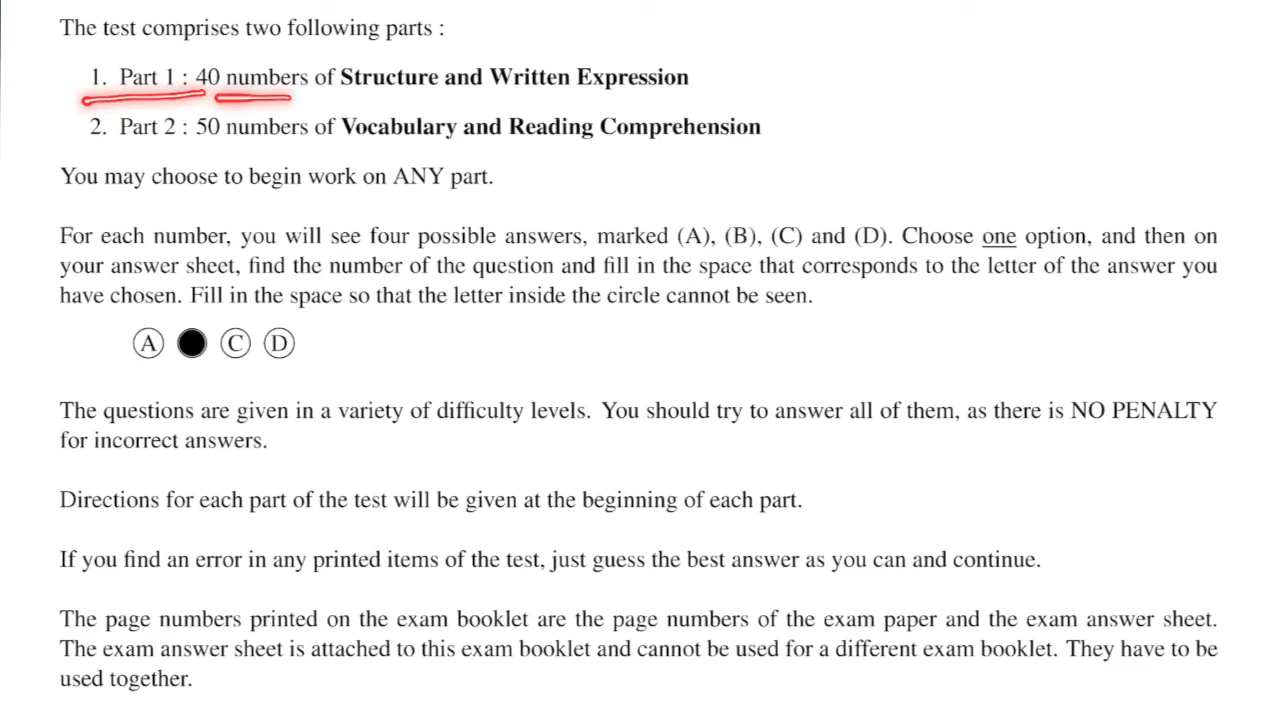 The test comprises two following parts :
1. Part 1 : 40 numbers of Structure and Written Expression
2. Part 2 : 50 numbers of Vocabulary and Reading Comprehension
You may choose to begin work on ANY part.
For each number, you will see four possible answers, marked (A), (B), (C) and (D). Choose one option, and then on
your answer sheet, find the number of the question and fill in the space that corresponds to the letter of the answer you
have chosen. Fill in the space so that the letter inside the circle cannot be seen.
A C D
The questions are given in a variety of difficulty levels. You should try to answer all of them, as there is NO PENALTY
for incorrect answers.
Directions for each part of the test will be given at the beginning of each part.
If you find an error in any printed items of the test, just guess the best answer as you can and continue.
The page numbers printed on the exam booklet are the page numbers of the exam paper and the exam answer sheet.
The exam answer sheet is attached to this exam booklet and cannot be used for a different exam booklet. They have to be
used together.